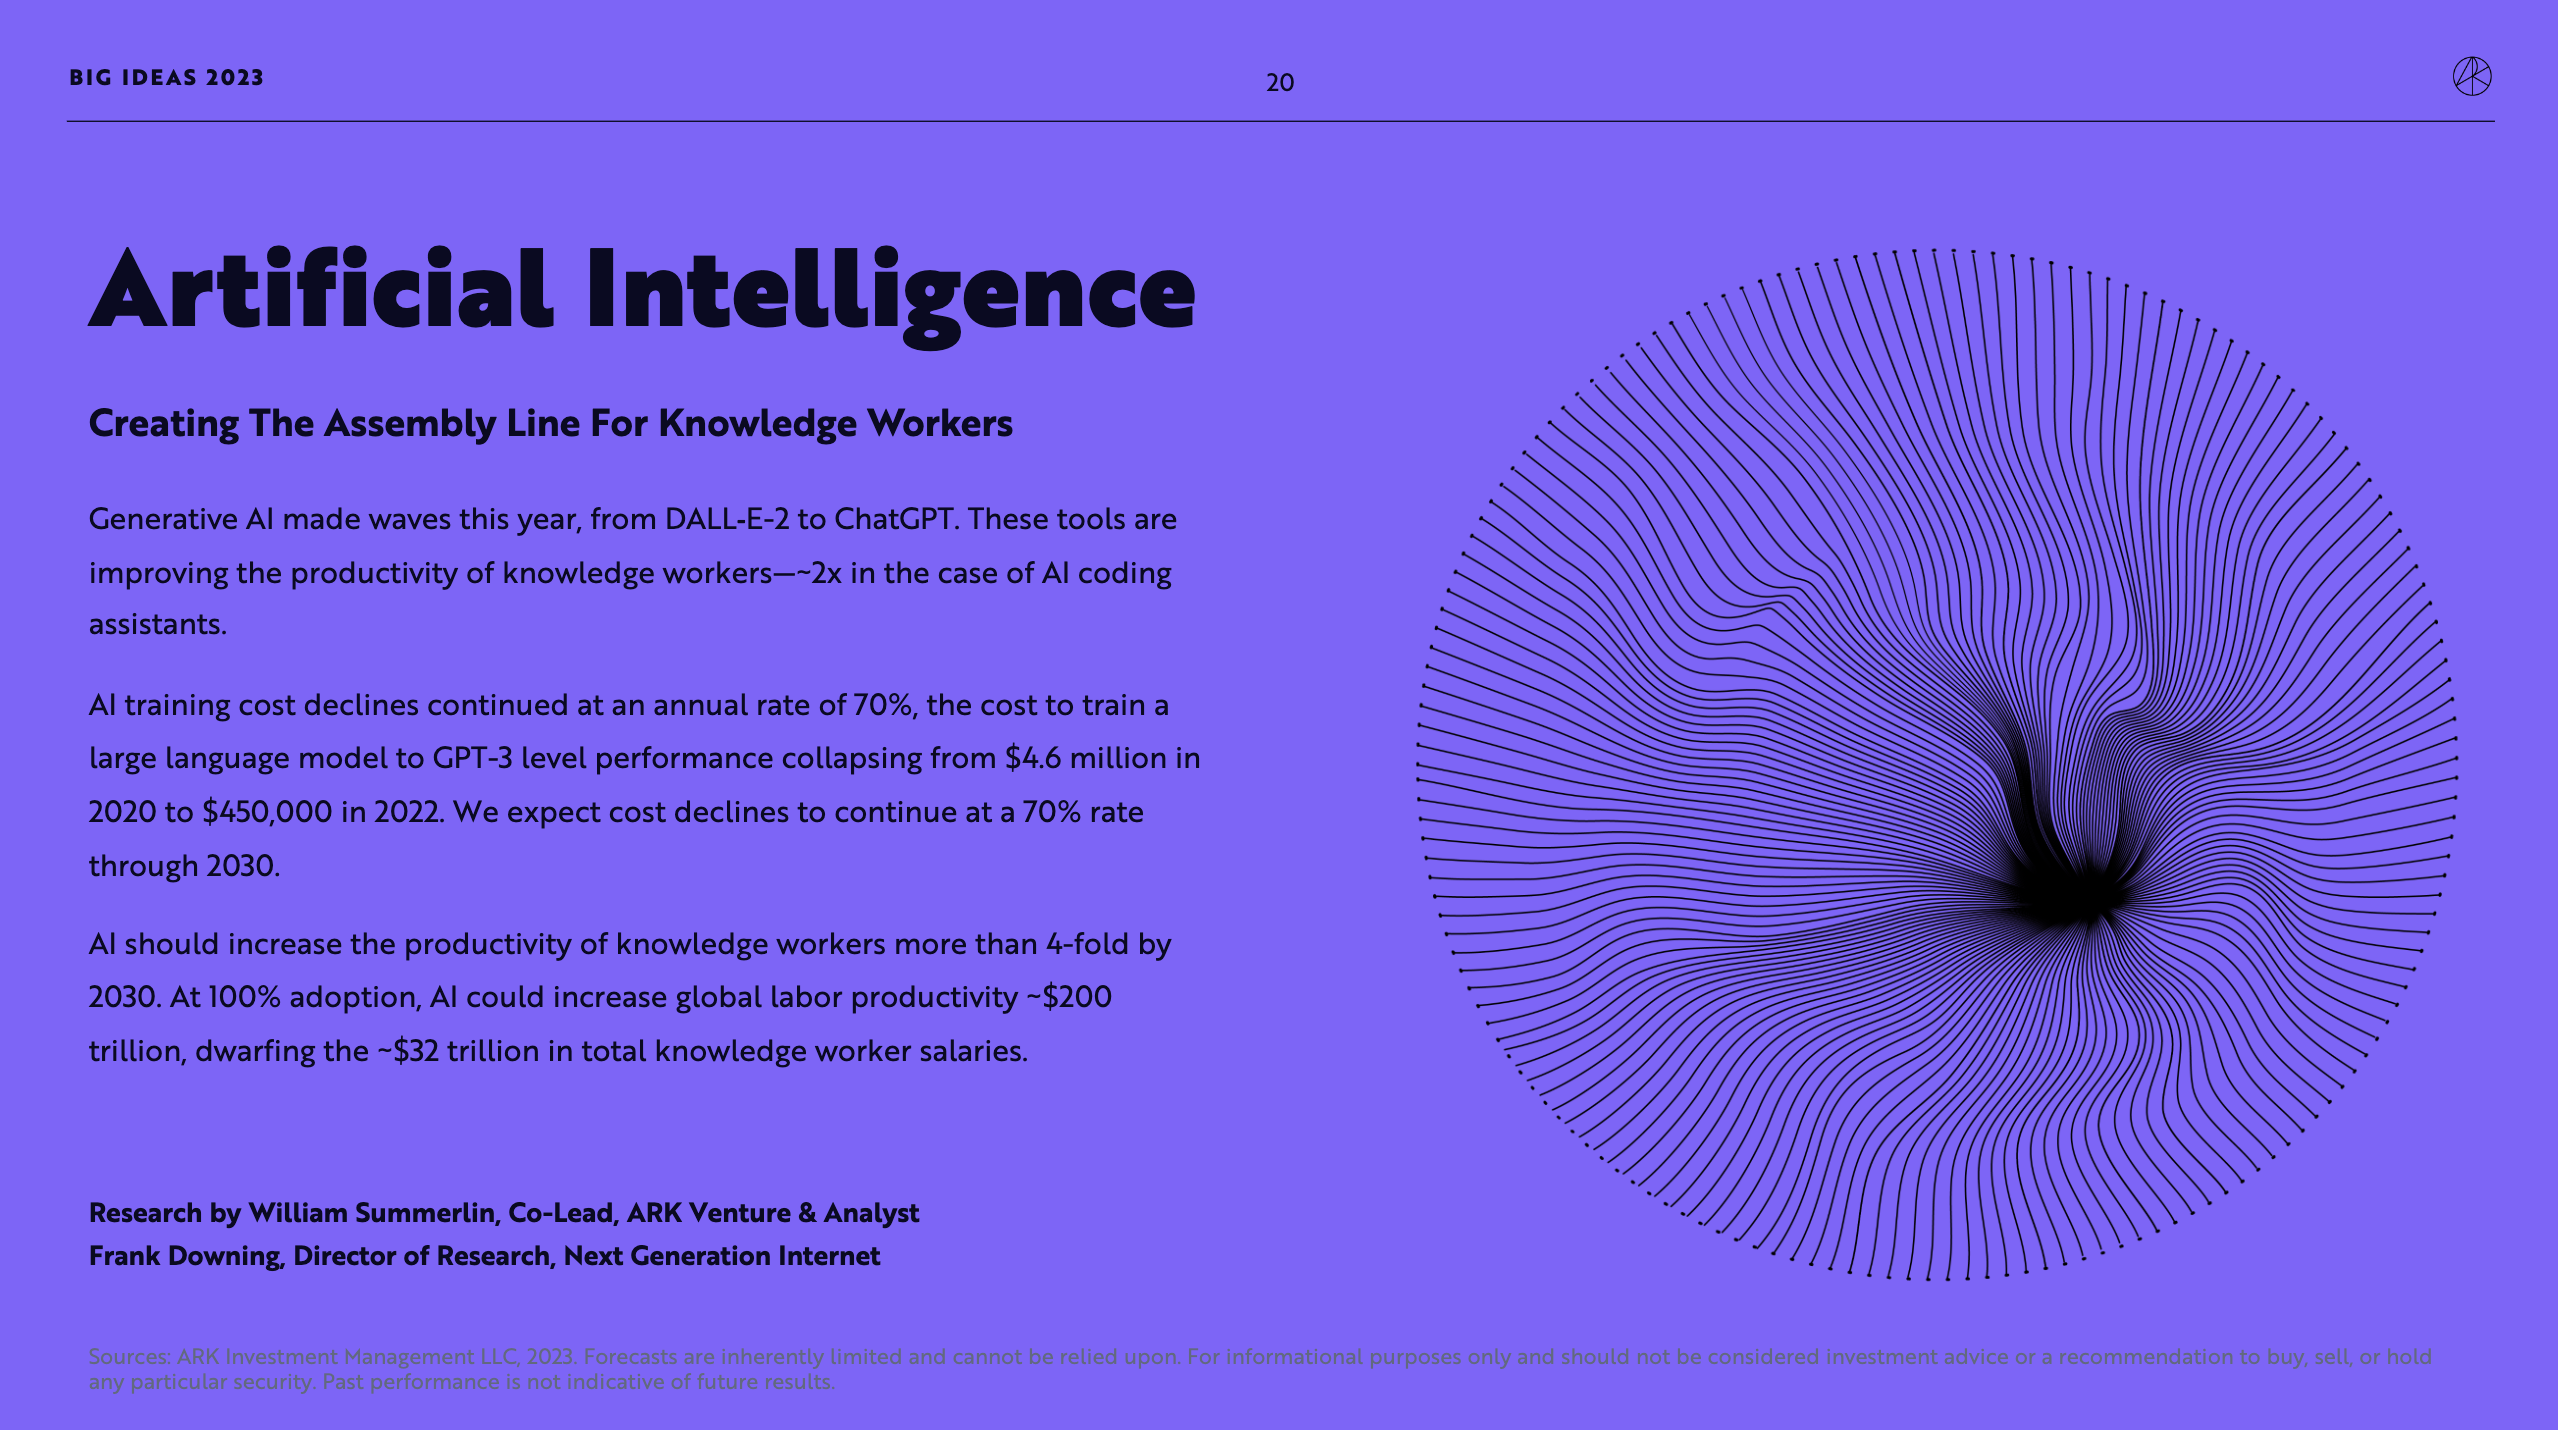 BIG IDEAS 2023
20
Artificial Intelligence
Creating The Assembly Line For Knowledge Workers
Generative AI made waves this year, from DALL-E-2 to ChatGPT. These tools are
improving the productivity of knowledge workers—~2x in the case of AI coding
assistants.
AI training cost declines continued at an annual rate of 70%, the cost to train a
large language model to GPT-3 level performance collapsing from $4.6 million in
2020 to $450,000 in 2022. We expect cost declines to continue at a 70% rate
through 2030.
AI should increase the productivity of knowledge workers more than 4-fold by
2030. At 100% adoption, AI could increase global labor productivity ~$200
trillion, dwarfing the ~$32 trillion in total knowledge worker salaries.
Research by William Summerlin, Co-Lead, ARK Venture & Analyst
Frank Downing, Director of Research, Next Generation Internet
Sources: ARK Investment Management LLC, 2023. Forecasts are inherently limited and cannot be relied upon. For informational purposes only and should not be considered investment advice or a recommendation to buy, sell, or hold
any particular security. Past performance is not indicative of future results.